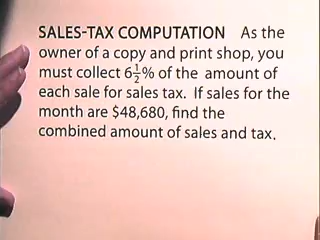 SALES-TAX COMPUTATION As the
owner of a copy and print shop, you
must collect 6½% of the amount of
each sale for sales tax. If sales for the
month are $48,680, find the
combined amount of sales and tax.